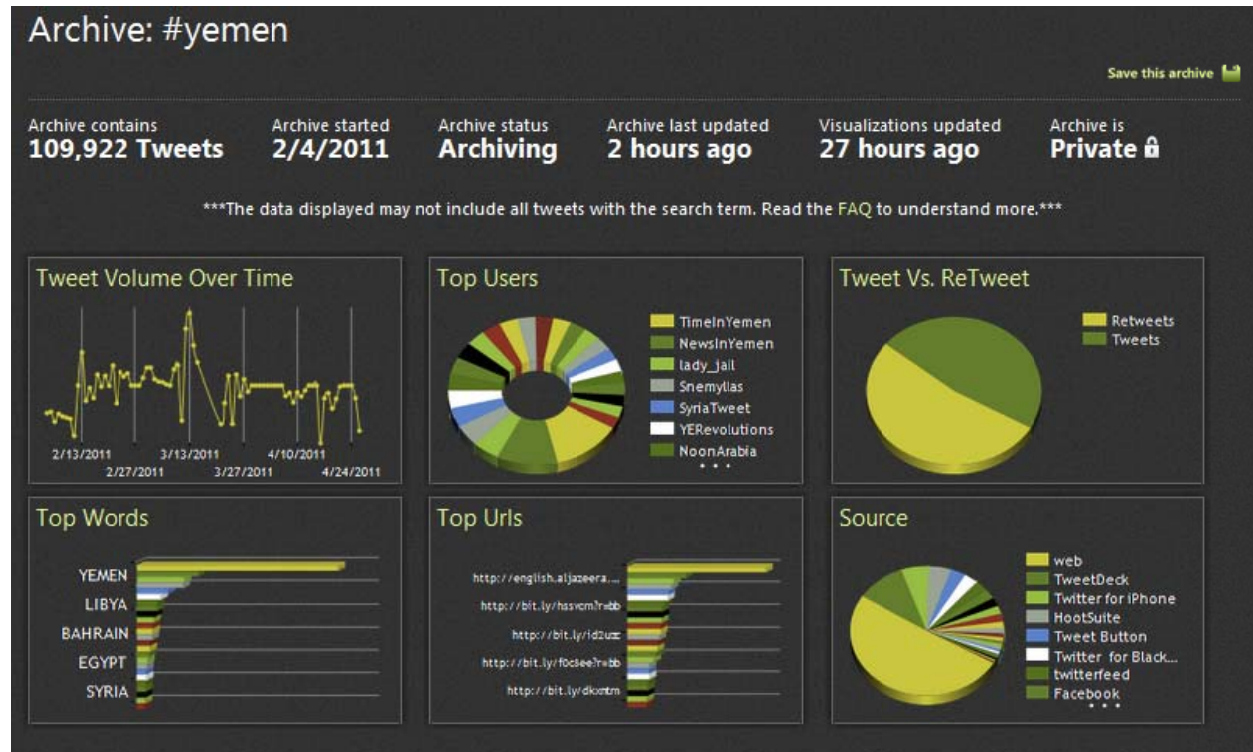 Archive: #yemen
Save this archive
Archive contains
109,922 Tweets
Archive started
2/4/2011
Archive status
Archiving
Archive last updated
2 hours ago
Visualizations updated
27 hours ago
Archive is
Private
***The data displayed may not include all tweets with the search term. Read the FAQ to understand more.***
Tweet Volume Over Time
2/13/2011
3/13/2011
4/10/2011
2/27/2011
3/27/2011
4/24/2011
Top Users
TimeInYemen
NewsInYemen
lady_jail
Snemyllas
SyriaTweet
YERevolutions
NoonArabia
• • •
Tweet Vs. ReTweet
Retweets
Tweets
Top Words
YEMEN
LIBYA
BAHRAIN
EGYPT
SYRIA
Top Urls
http://english.aljazeera....
Source
web
TweetDeck
Twitter for iPhone
HootSuite
Tweet Button
Twitter for Black...
twitterfeed
Facebook
• • •